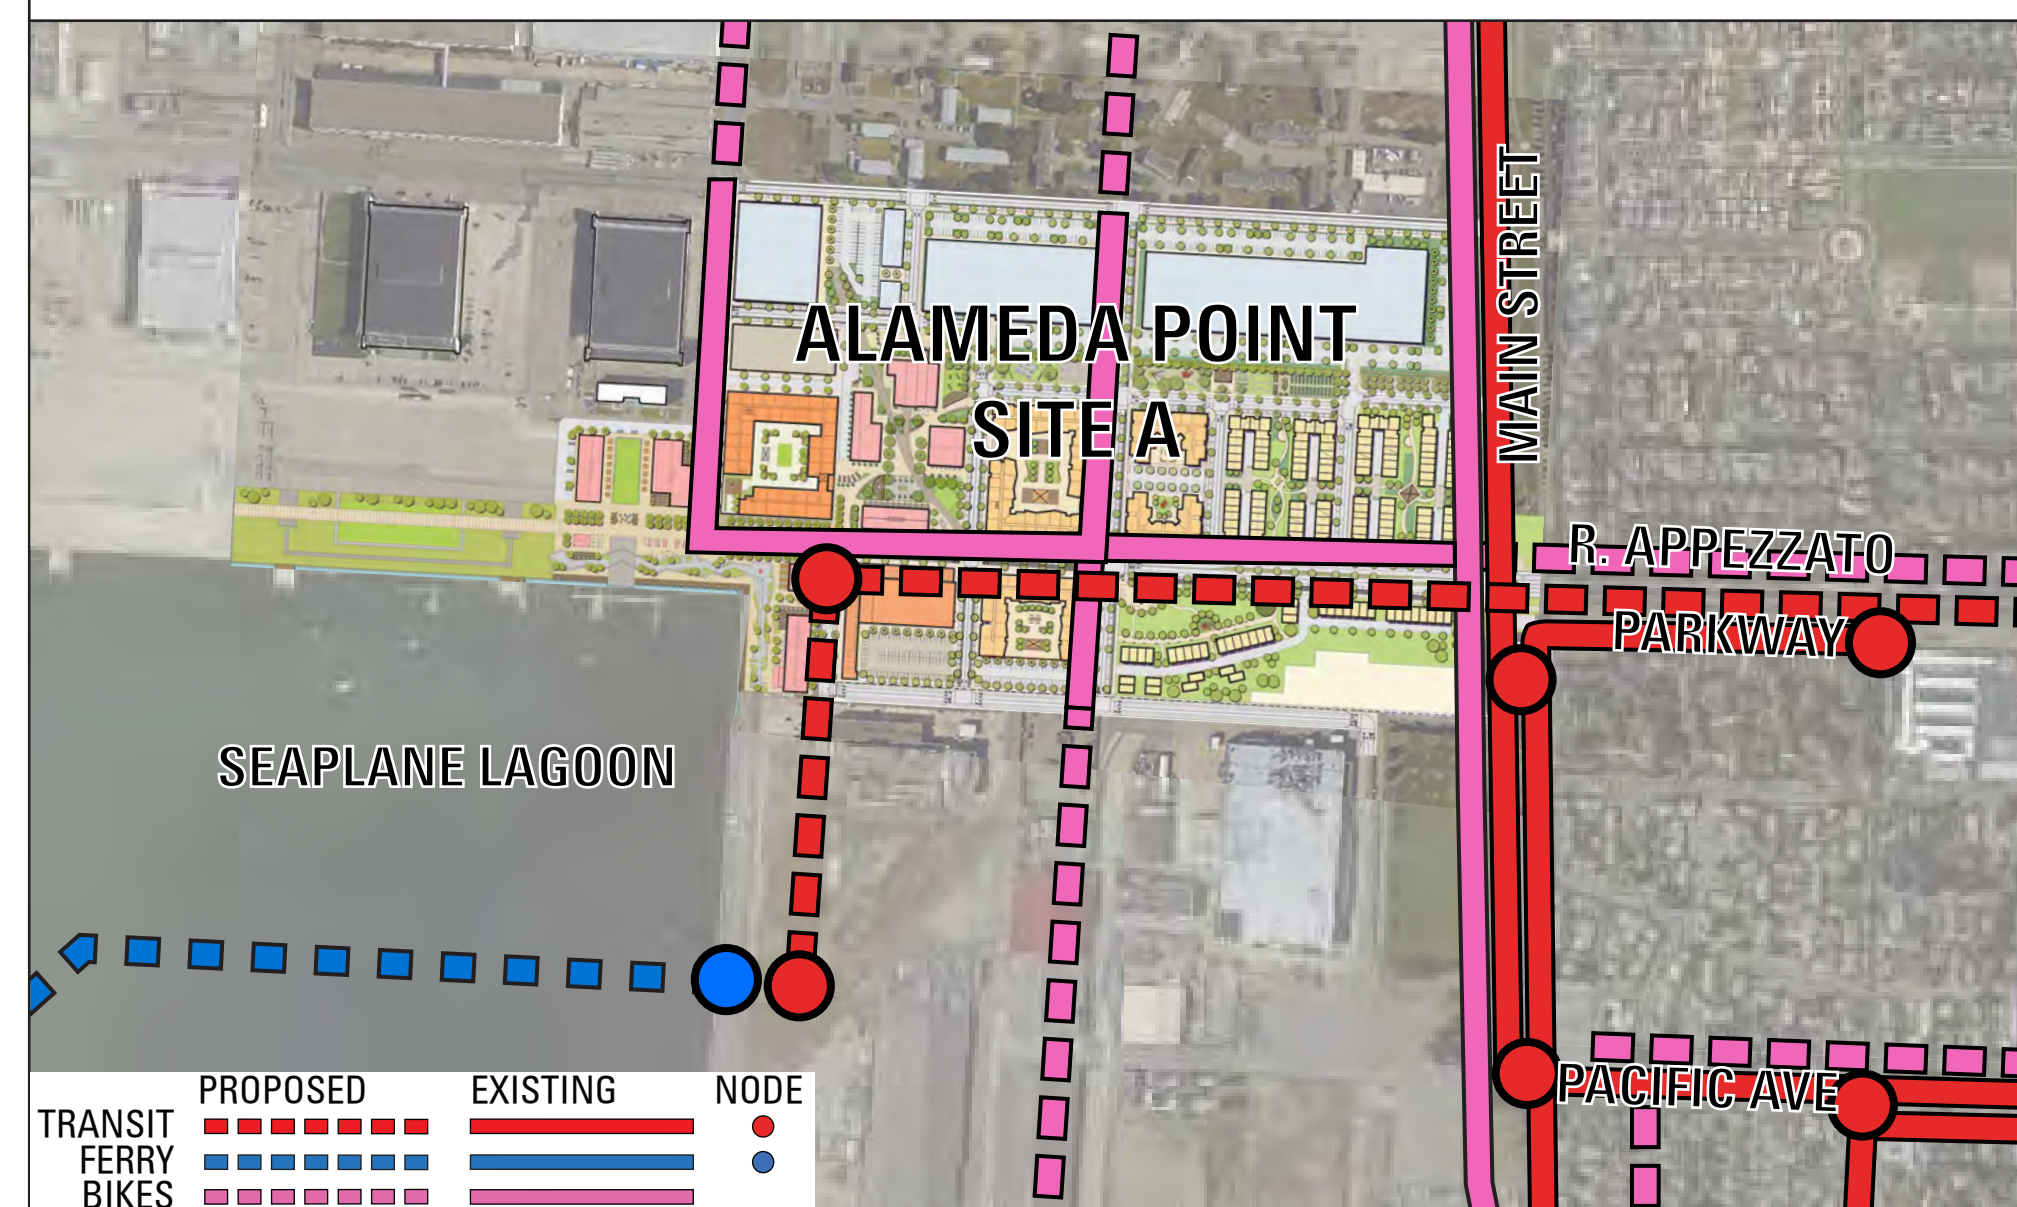 ALAMEDA POINT
SITE A
MAIN STREET
R. APPEZZATO
PARKWAY
SEAPLANE LAGOON
PACIFIC AVE
PROPOSED EXISTING NODE
TRANSIT
FERRY
BIKES